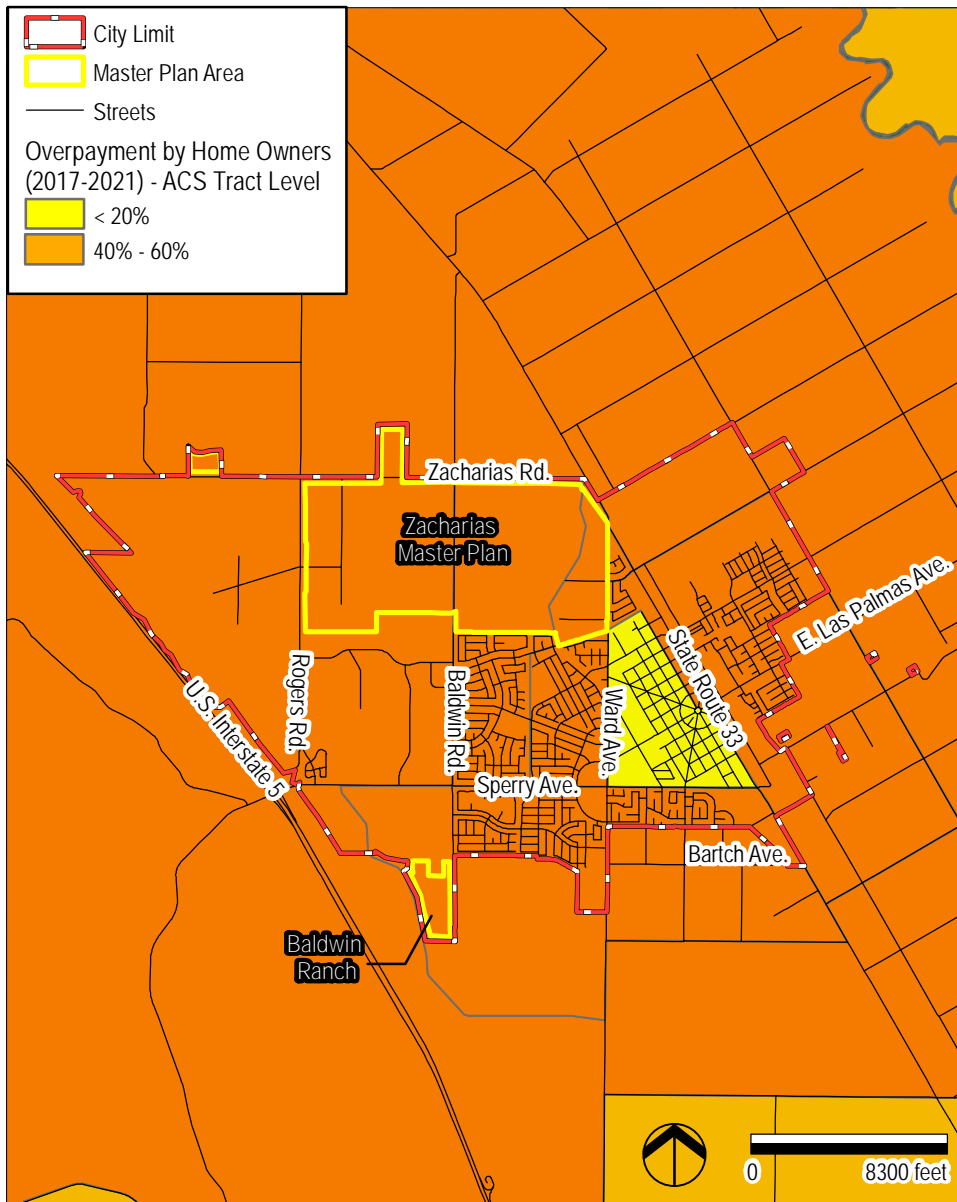 City Limit
Master Plan Area
Streets
Overpayment by Home Owners
(2017-2021) - ACS Tract Level
< 20%
40% - 60%
Zacharias Rd.
Zacharias
Master Plan
E. Las Palmas Ave.
State Route 33
Rogers Rd.
Baldwin Rd.
Ward Ave.
U.S. Interstate 5
Sperry Ave.
Bartch Ave.
Baldwin
Ranch
0 8300 feet